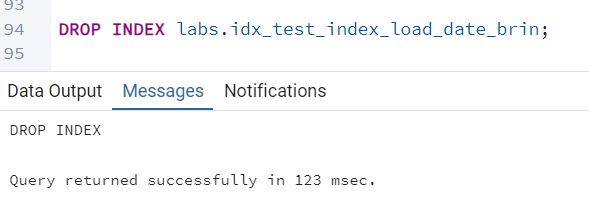 93
94 DROP INDEX labs.idx_test_index_load_date_brin;
95
Data Output Messages Notifications
DROP INDEX
Query returned successfully in 123 msec.